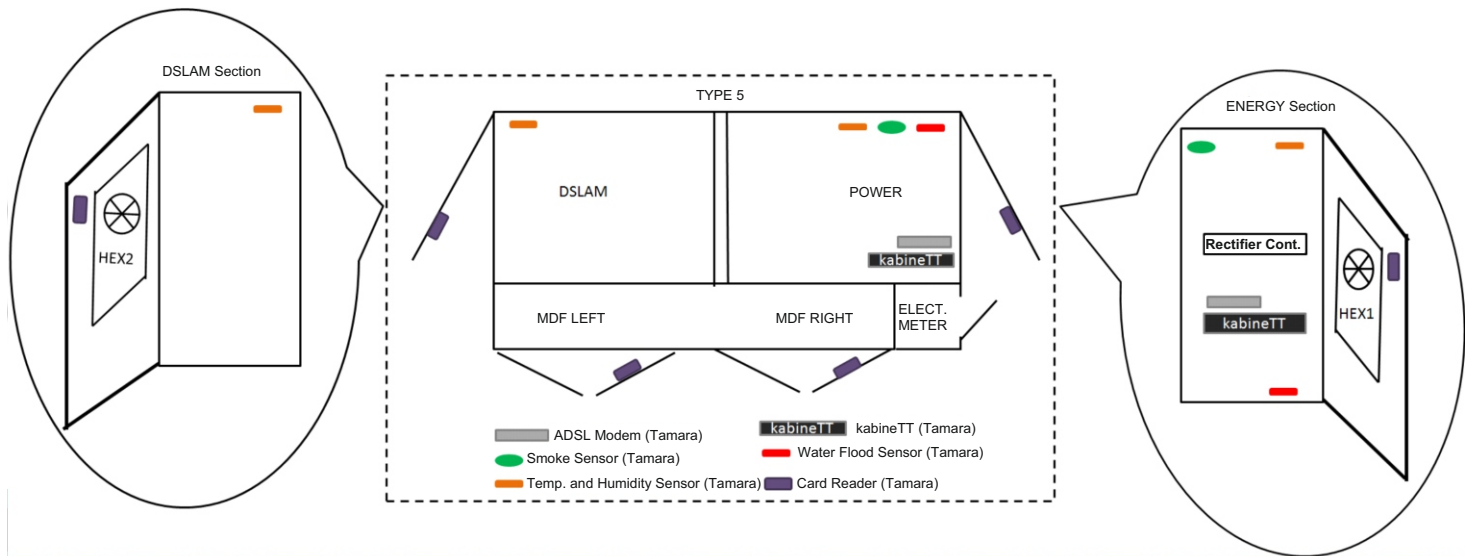 DSLAM Section
HEX2
TYPE 5
DSLAM
POWER
kabineTT
MDF LEFT
MDF RIGHT
ELECT.
METER
ADSL Modem (Tamara)
kabineTT
kabineTT (Tamara)
Smoke Sensor (Tamara)
Water Flood Sensor (Tamara)
Temp. and Humidity Sensor (Tamara)
Card Reader (Tamara)
ENERGY Section
Rectifier Cont.
kabineTT
HEX1